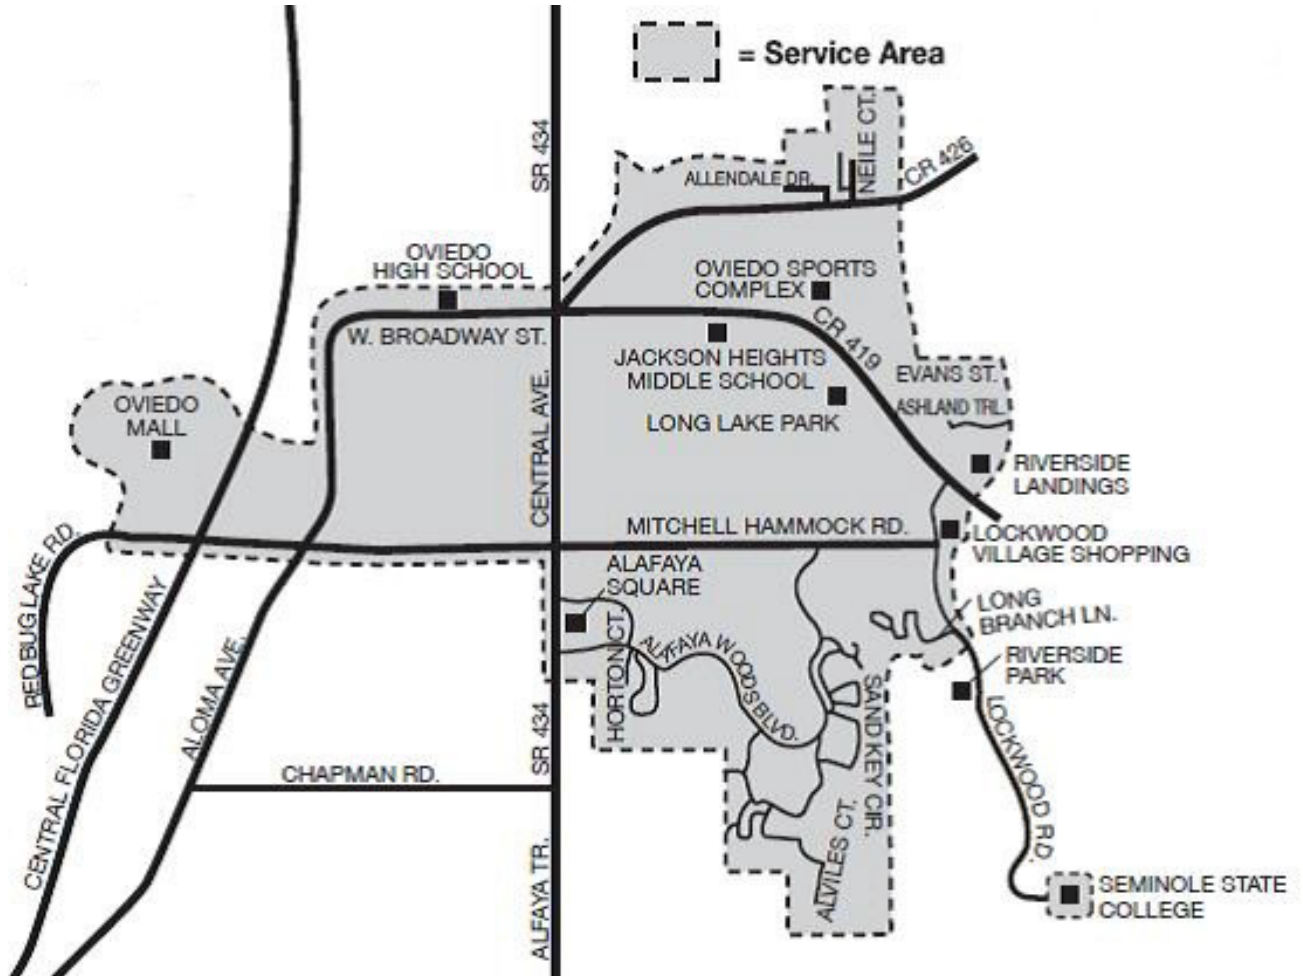 = Service Area
SR 434
NEILE CT.
CR 426
ALLENDALE DR.
OVIEDO
HIGH SCHOOL
OVIEDO SPORTS
COMPLEX
W. BROADWAY ST.
CR 419
JACKSON HEIGHTS
MIDDLE SCHOOL
EVANS ST.
CENTRAL AVE.
OVIEDO
MALL
LONG LAKE PARK
ASHLAND TRL.
RIVERSIDE
LANDINGS
MITCHELL HAMMOCK RD.
LOCKWOOD
VILLAGE SHOPPING
RED BUG LAKE RD.
ALAFAYA
SQUARE
CENTRAL FLORIDA GREENWAY
ALOMA AVE.
HORTON CT.
ALAFAYA WOODS BLVD.
LONG
BRANCH LN.
RIVERSIDE
PARK
SAND KEY CIR.
SR 434
LOCKWOOD RD.
CHAPMAN RD.
ALVILES CT.
ALFAYA TR.
SEMINOLE STATE
COLLEGE